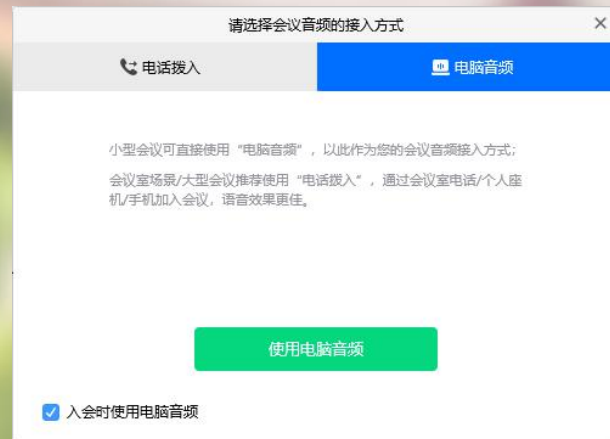 请选择会议音频的接入方式
电话拨入
电脑音频
小型会议可直接使用“电脑音频”，以此作为您的会议音频接入方式；
会议室场景/大型会议推荐使用“电话拨入”，通过会议室电话/个人座
机/手机加入会议，语音效果更佳。
使用电脑音频
入会时使用电脑音频